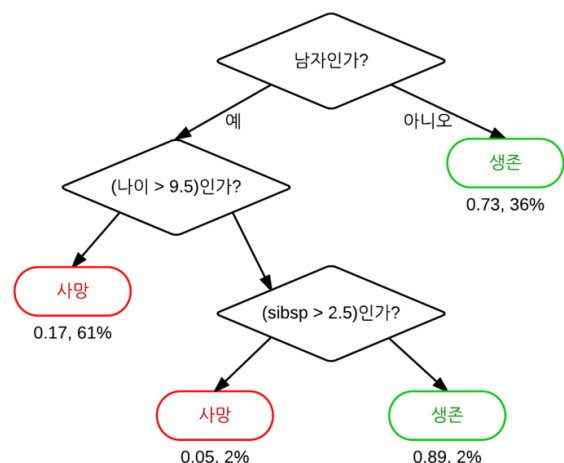 남자인가?
예
아니오
생존
0.73, 36%
(나이 > 9.5)인가?
사망
0.17, 61%
(sibsp > 2.5)인가?
사망
0.05, 2%
생존
0.89, 2%